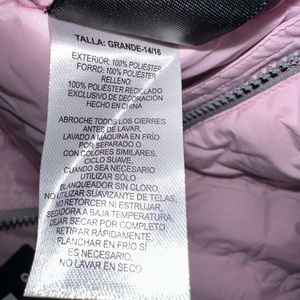 TALLA: GRANDE-14/16
EXTERIOR: 100% POLIÉSTER
FORRO: 100% POLIÉSTER
RELLENO:
100% POLIÉSTER RECICLADO
EXCLUSIVO DE DECORACIÓN
HECHO EN CHINA
ABROCHE TODOS LOS CIERRES
ANTES DE LAVAR.
LAVADO A MÁQUINA EN FRÍO
POR SEPARADO O
CON COLORES SIMILARES,
CICLO SUAVE,
CUANDO SEA NECESARIO
UTILIZAR SÓLO
BLANQUEADOR SIN CLORO,
NO UTILIZAR SUAVIZANTE DE TELAS,
NO RETORCER NI ESTRUJAR,
SECADORA A BAJA TEMPERATURA,
DEJAR SECAR POR COMPLETO.
RETIRAR RÁPIDAMENTE
PLANCHAR EN FRÍO SI
ES NECESARIO.
NO LAVAR EN SECO